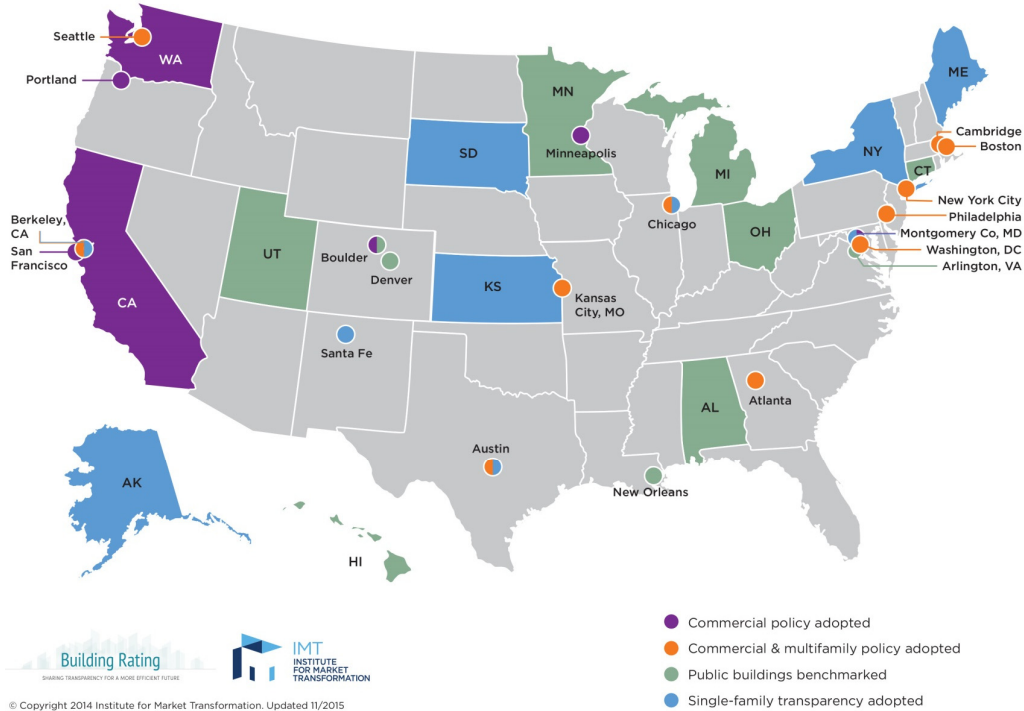 Seattle
WA
Portland
MN
ME
Minneapolis
SD
MI
NY
Cambridge
Boston
CT
New York City
Philadelphia
Montgomery Co, MD
Washington, DC
Arlington, VA
Berkeley,
CA
San
Francisco
CA
UT
Boulder
Denver
KS
Kansas
City, MO
Chicago
OH
Santa Fe
AL
Atlanta
Austin
New Orleans
AK
HI
Commercial policy adopted
Commercial & multifamily policy adopted
Public buildings benchmarked
Single-family transparency adopted
Building Rating
SHARING TRANSPARENCY FOR A MORE EFFICIENT FUTURE
IMT
INSTITUTE
FOR MARKET
TRANSFORMATION
© Copyright 2014 Institute for Market Transformation. Updated 11/2015